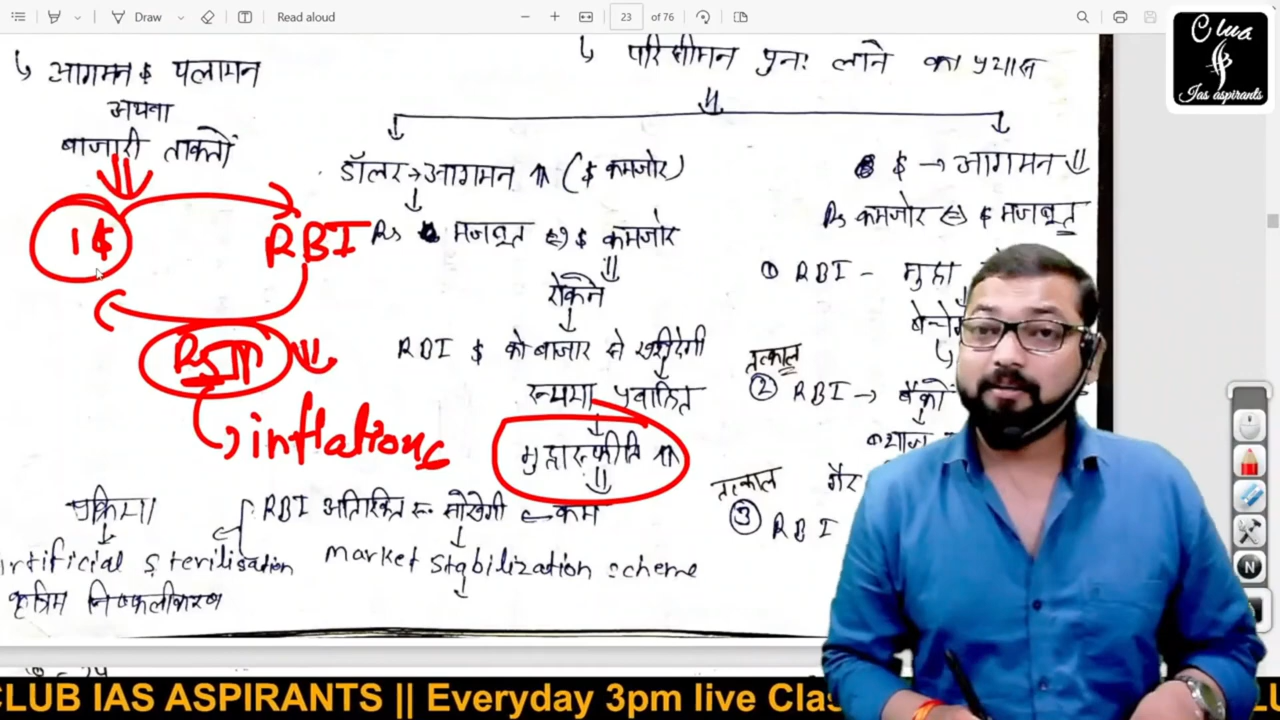 Draw
Read aloud
23 of 76
Club
Ias aspirants
↳ आगमन $ पलायन
अथवा
बाजारी ताकतों
1 $
RBI
Rs
inflation
↳ परिसीमन पुनः लाने का प्रयास
डॉलर → आगमन ⇈ ($ कमजोर)
Rs मजबूत ⇔ $ कमजोर
रोकने
RBI $ को बाजार से खरीदेगी
रूपया प्रवाहित
मुद्रास्फीति ⇈
RBI अतिरिक्त रू सोखेगी ← कम
प्रक्रिया
artificial sterilisation
market stabilization scheme
कृत्रिम निष्कलीकरण
$ → आगमन ⇊
Rs कमजोर ⇔ $ मजबूत
① RBI - मुद्रा
बेचेगी
तत्काल
② RBI → बैंकों
ब्याज
तत्काल गैर
③ RBI
CLUB IAS ASPIRANTS || Everyday 3pm live Clas